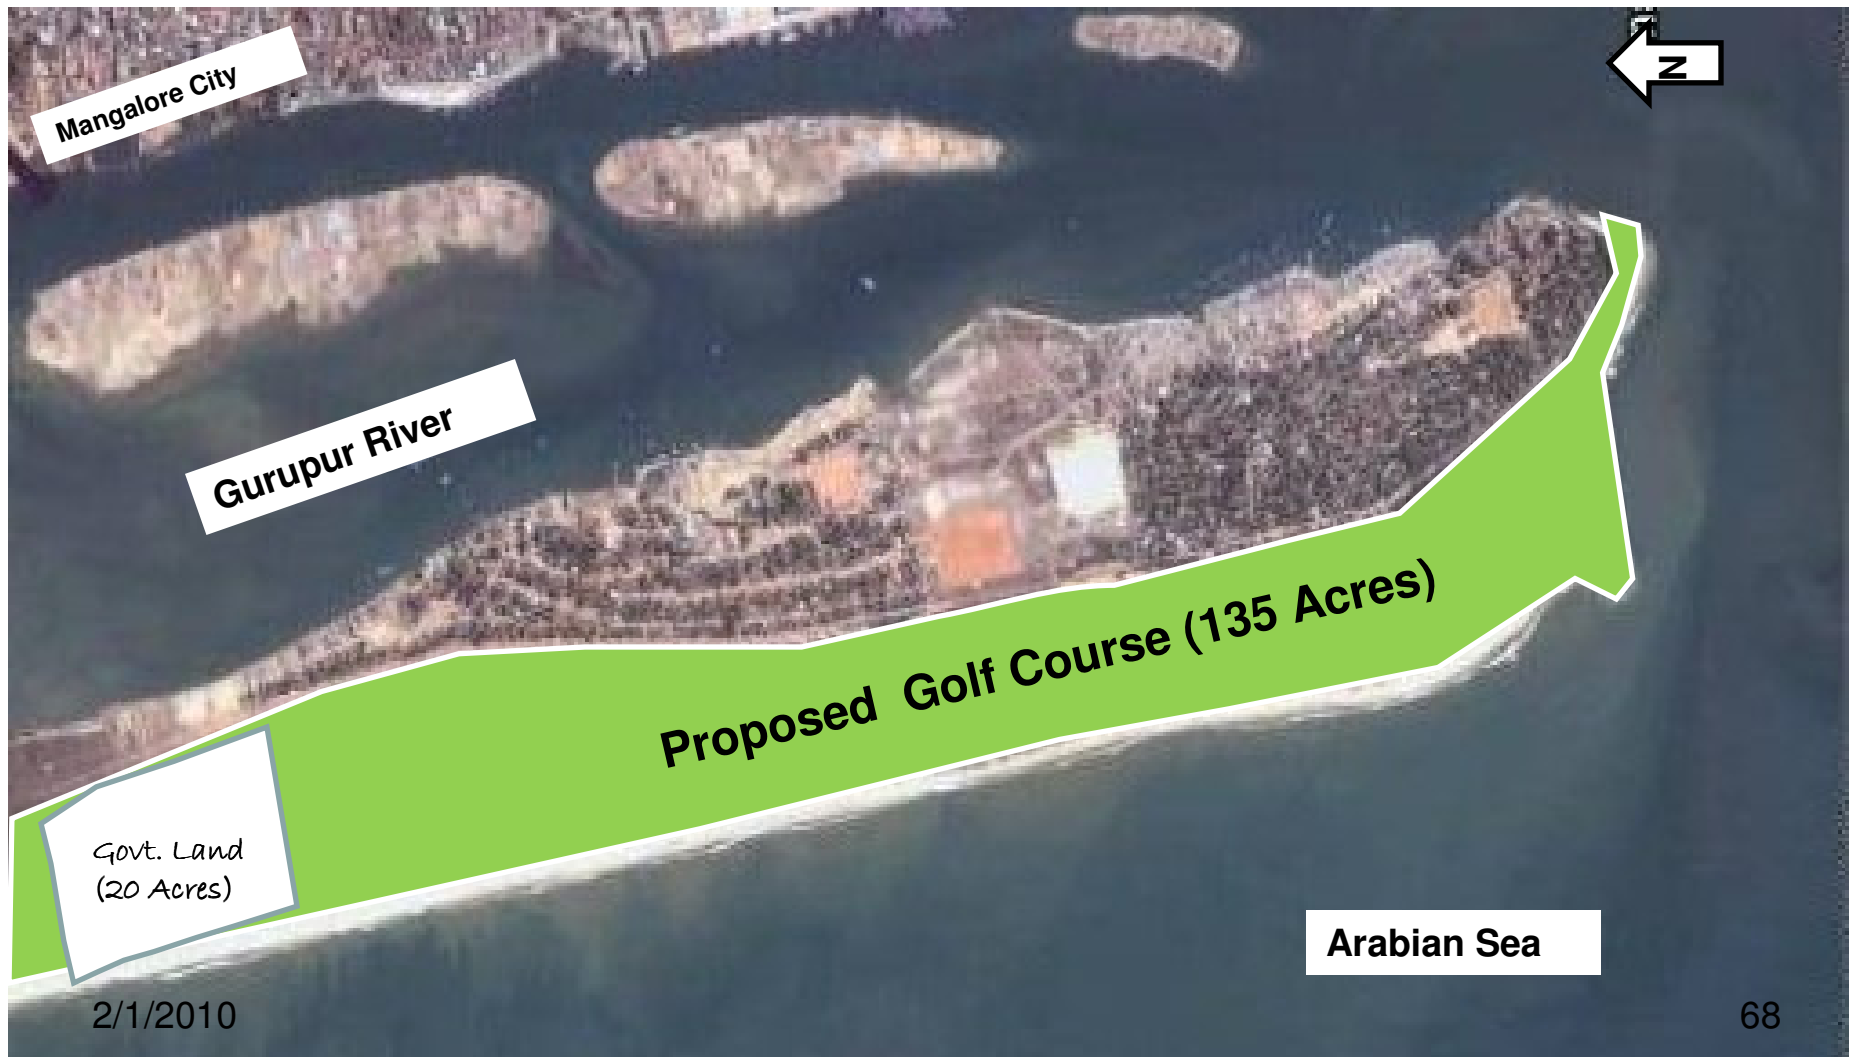 Mangalore City
N
Gurupur River
Proposed Golf Course (135 Acres)
Govt. Land
(20 Acres)
Arabian Sea
2/1/2010
68